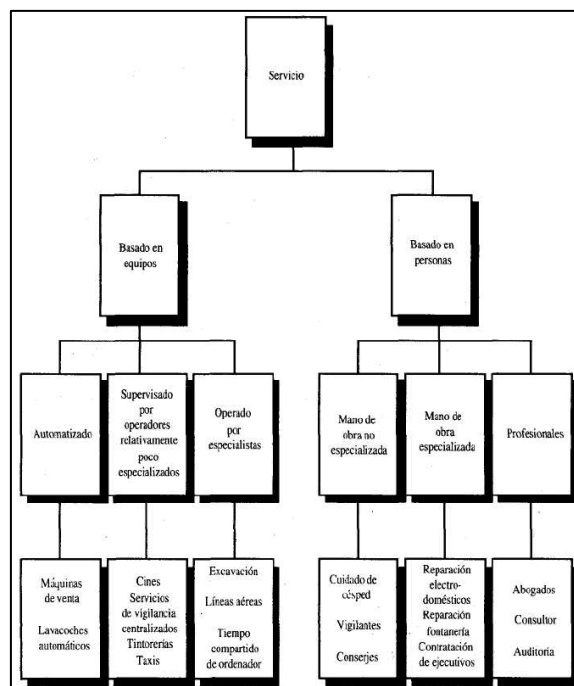 Servicio
Basado en
equipos
Basado en
personas
Automatizado
Supervisado
por
operadores
relativamente
poco
especializados
Operado
por
especialistas
Mano de
obra no
especializada
Mano de
obra
especializada
Profesionales
Máquinas
de venta
Lavacoches
automáticos
Cines
Servicios
de vigilancia
centralizados
Tintorerías
Taxis
Excavación
Líneas aéreas
Tiempo
compartido
de ordenador
Cuidado de
césped
Vigilantes
Conserjes
Reparación
electro-
domésticos
Reparación
fontanería
Contratación
de ejecutivos
Abogados
Consultor
Auditoría